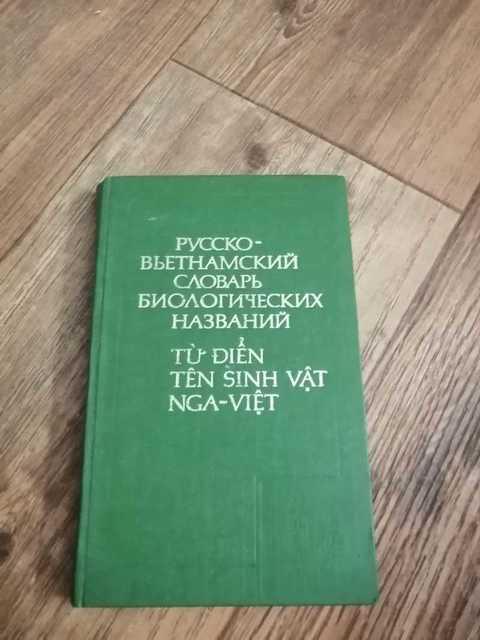 РУССКО-
ВЬЕТНАМСКИЙ
СЛОВАРЬ
БИОЛОГИЧЕСКИХ
НАЗВАНИЙ
TỪ ĐIỂN
TÊN SINH VẬT
NGA-VIỆT